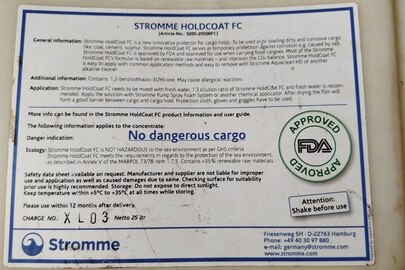 STROMME HOLDCOAT FC
(Article-No.: 3205-20500FC)
General information: Stromme HoldCoat FC is a new innovative protector for cargo holds. To be used prior loading dirty and corrosive cargo
like coal, cement, sulphur. Stromme HoldCoat FC serves as temporary protection against corrosion e.g. caused by salt.
Stromme HoldCoat FC is approved by FDA and approved for use when carrying food cargoes. Most of the Stromme
HoldCoat FC's formula is based on renewable raw materials – and improves the CO₂ balance. Stromme HoldCoat FC
is easy to apply with common application methods and easy to remove with Stromme Aquaclean HD or another
alkaline cleaner.
Additional information: Contains 1,2-benzisothiazol-3(2H)-one. May cause allergical reactions
Application: Stromme HoldCoat FC needs to be mixed with fresh water. 1:3 dilution ratio of Stromme HoldCoat FC and fresh water is recom-
mended. Apply the solution with Stromme Pump Spray Foam System or another chemical applicator. After drying the film will
form a good barrier between cargo and cargo hold. Protection cloth, gloves and goggles have to be used.
More info can be found in the Stromme HoldCoat FC product information and user guide.
The following information applies to the concentrate:
Danger indication: No dangerous cargo
Ecology: Stromme HoldCoat FC is NOT HAZARDOUS to the sea environment as per GHS criteria
Stromme HoldCoat FC meets the requirements in regards to the protection of the sea environment,
as described in Annex V of the MARPOL 73/78 item 1.7.5. Contains >35% renewable raw materials.
Safety data sheet available on request. Manufacturer and supplier are not liable for improper
use and application as well as caused damages due to same. Checking surface for suitability
prior use is highly recommended. Storage: Do not expose to direct sunlight.
Keep temperature within +5°C to +35°C at all times while storing.
Please use within 12 months after delivery.
CHARGE NO.: XL03 Netto 25 ltr
APPROVED
FDA
APPROVED
Attention:
Shake before use
Stromme
Friesenweg 5H · D-22763 Hamburg
Phone: +49 40 30 97 880
e-mail: germany@stromme.com
www.stromme.com